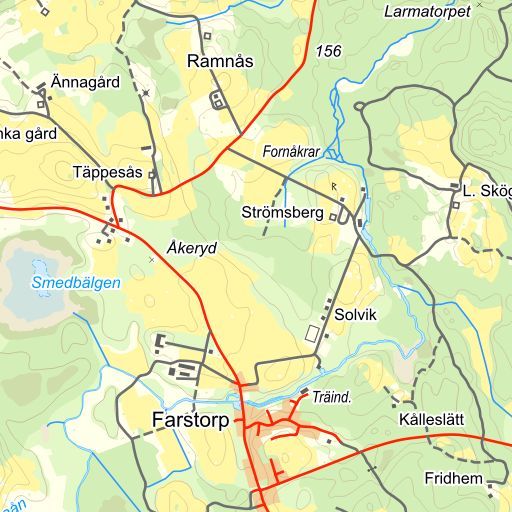 Larmatorpet
156
Ramnås
Ännagård
nka gård
Fornåkrar
Täppesås
L. Skög
R
Strömsberg
Åkeryd
Smedbälgen
Solvik
Träind.
Farstorp
Kålleslätt
Fridhem